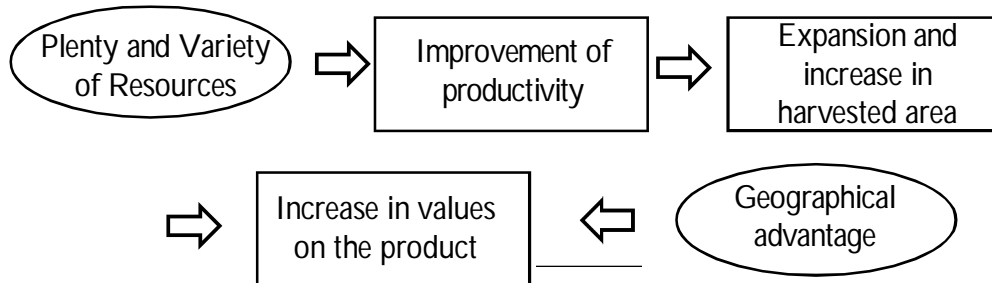 Plenty and Variety
of Resources
Improvement of
productivity
Expansion and
increase in
harvested area
Increase in values
on the product
Geographical
advantage